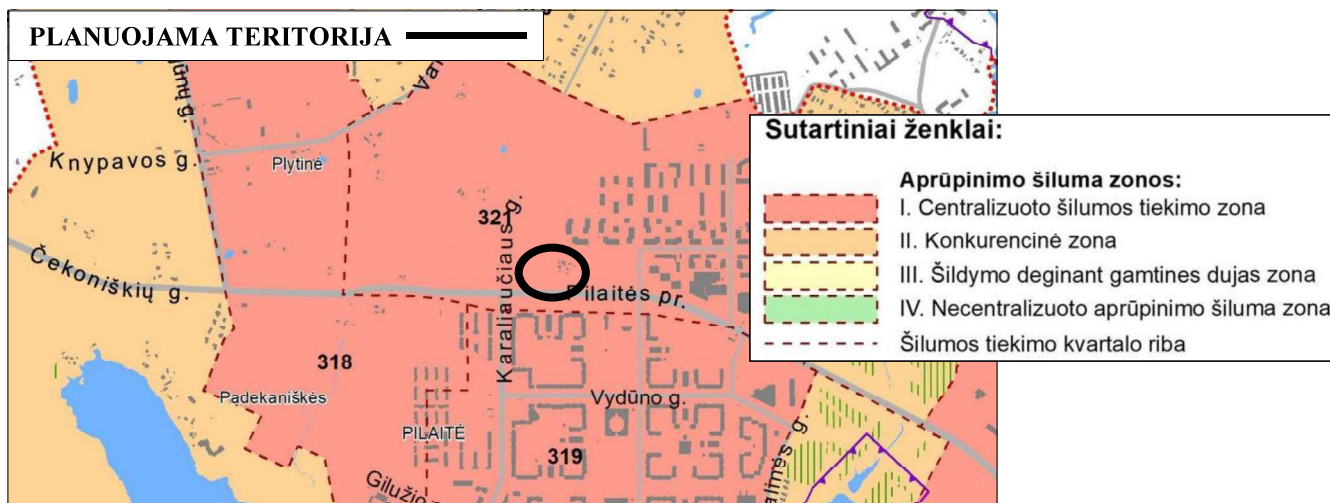 PLANUOJAMA TERITORIJA
Knypavos g.
Plytinė
321
Čekoniškių g.
Karaliaučiaus g.
Pilaitės pr.
318
Padekaniškės
PILAITĖ
Vydūno g.
319
Sutartiniai ženklai:
Aprūpinimo šiluma zonos:
I. Centralizuoto šilumos tiekimo zona
II. Konkurencinė zona
III. Šildymo deginant gamtines dujas zona
IV. Necentralizuoto aprūpinimo šiluma zona
Šilumos tiekimo kvartalo riba